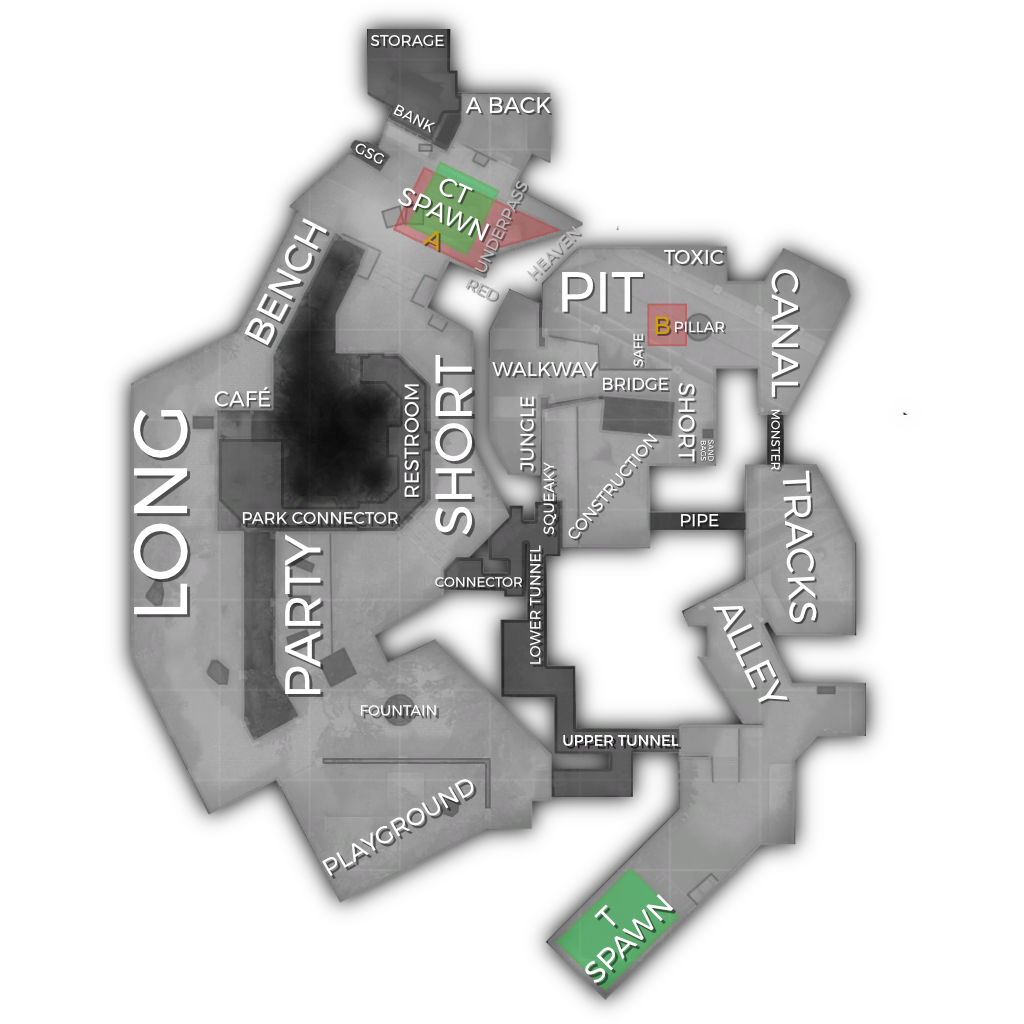 STORAGE
A BACK
BANK
GSG
CT
SPAWN
A
UNDERPASS
HEAVEN
RED
BENCH
TOXIC
PIT
CANAL
B
PILLAR
SAFE
WALKWAY
BRIDGE
SHORT
SAND
BAGS
MONSTER
CAFÉ
LONG
RESTROOM
SHORT
JUNGLE
CONSTRUCTION
SQUEAKY
TRACKS
PARK CONNECTOR
PIPE
PARTY
CONNECTOR
LOWER TUNNEL
ALLEY
FOUNTAIN
UPPER TUNNEL
PLAYGROUND
T
SPAWN